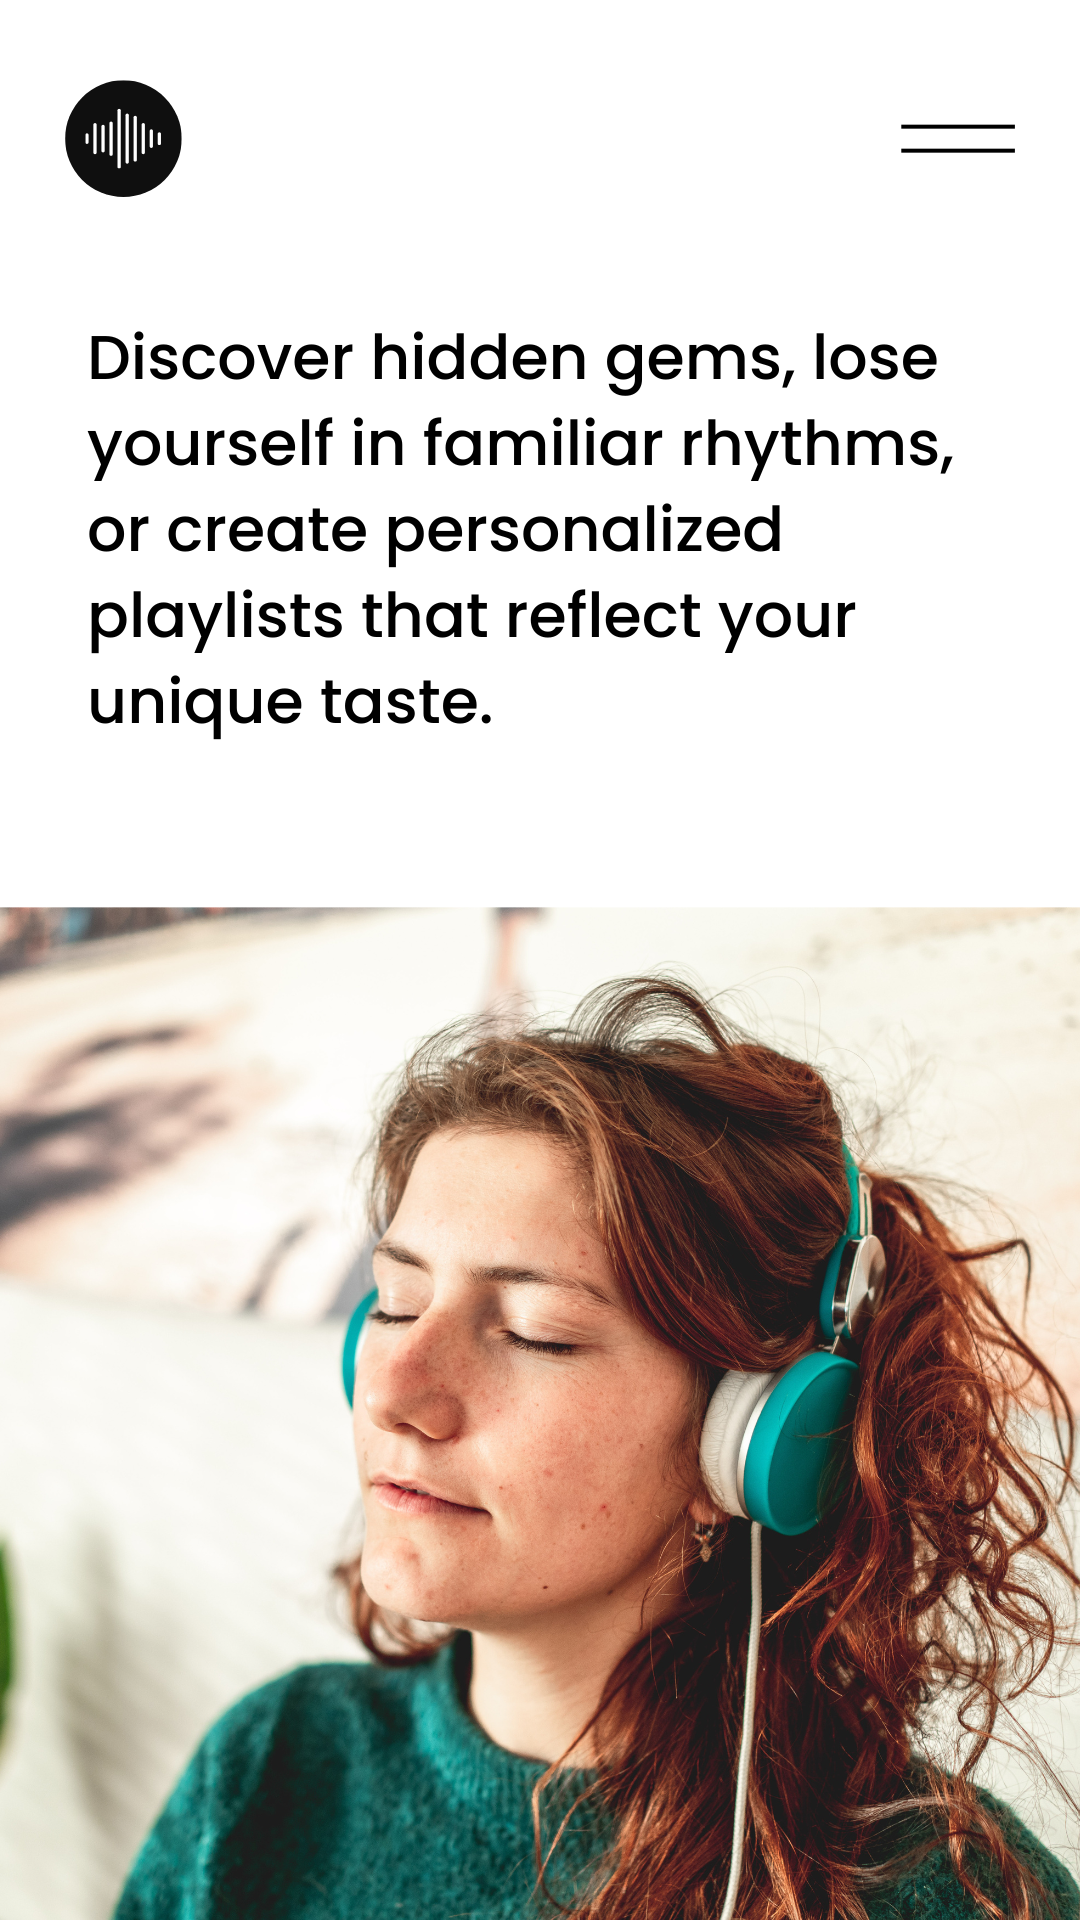 Discover hidden gems, lose
yourself in familiar rhythms,
or create personalized
playlists that reflect your
unique taste.